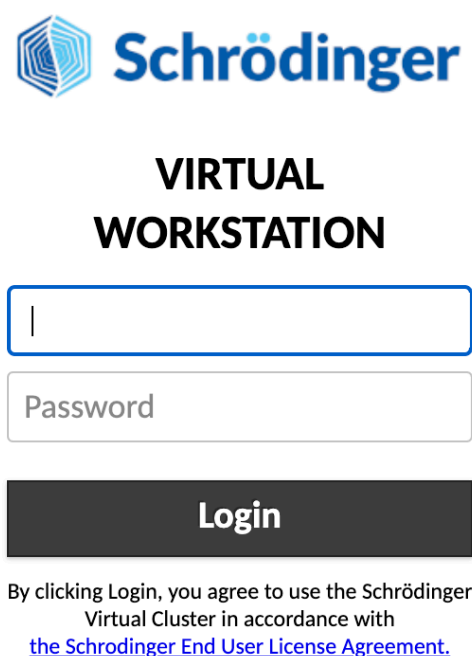 Schrödinger
VIRTUAL
WORKSTATION
Password
Login
By clicking Login, you agree to use the Schrödinger
Virtual Cluster in accordance with
the Schrodinger End User License Agreement.